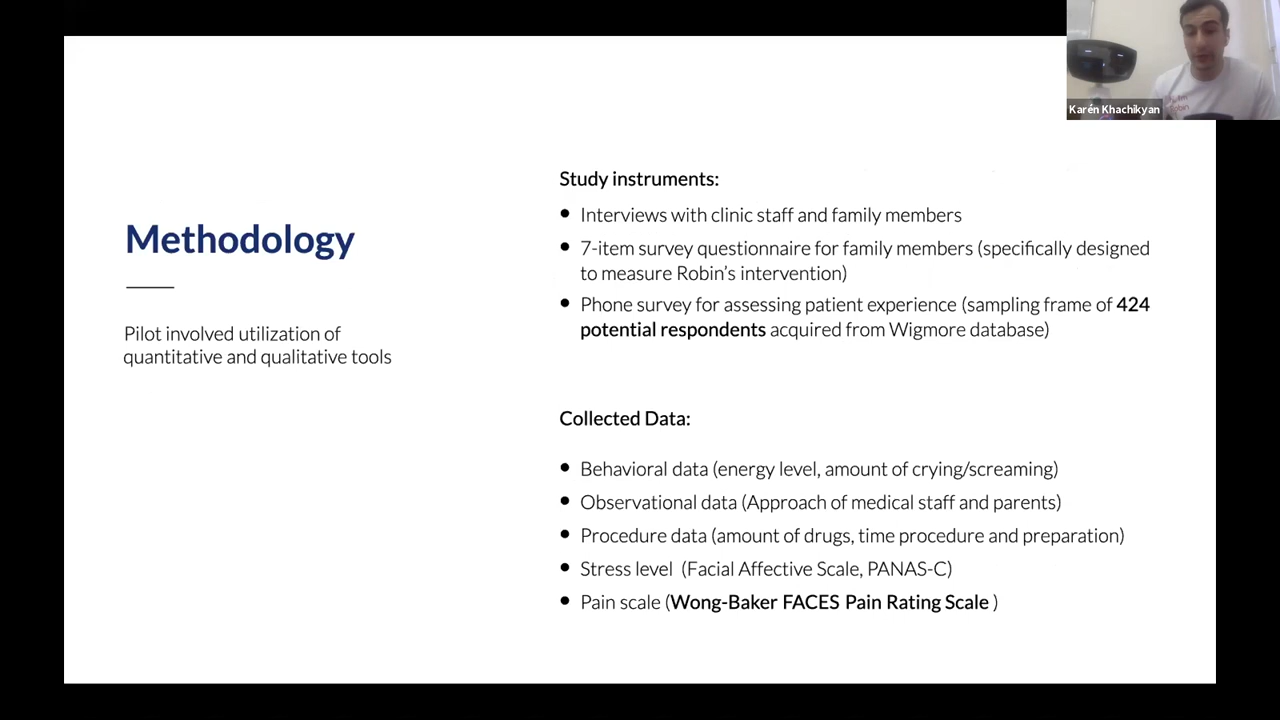 Karén Khachikyan
Study instruments:
Interviews with clinic staff and family members
Methodology
7-item survey questionnaire for family members (specifically designed
to measure Robin's intervention)
Phone survey for assessing patient experience (sampling frame of 424
potential respondents acquired from Wigmore database)
Pilot involved utilization of
quantitative and qualitative tools
Collected Data:
Behavioral data (energy level, amount of crying/screaming)
Observational data (Approach of medical staff and parents)
Procedure data (amount of drugs, time procedure and preparation)
Stress level (Facial Affective Scale, PANAS-C)
Pain scale (Wong-Baker FACES Pain Rating Scale )